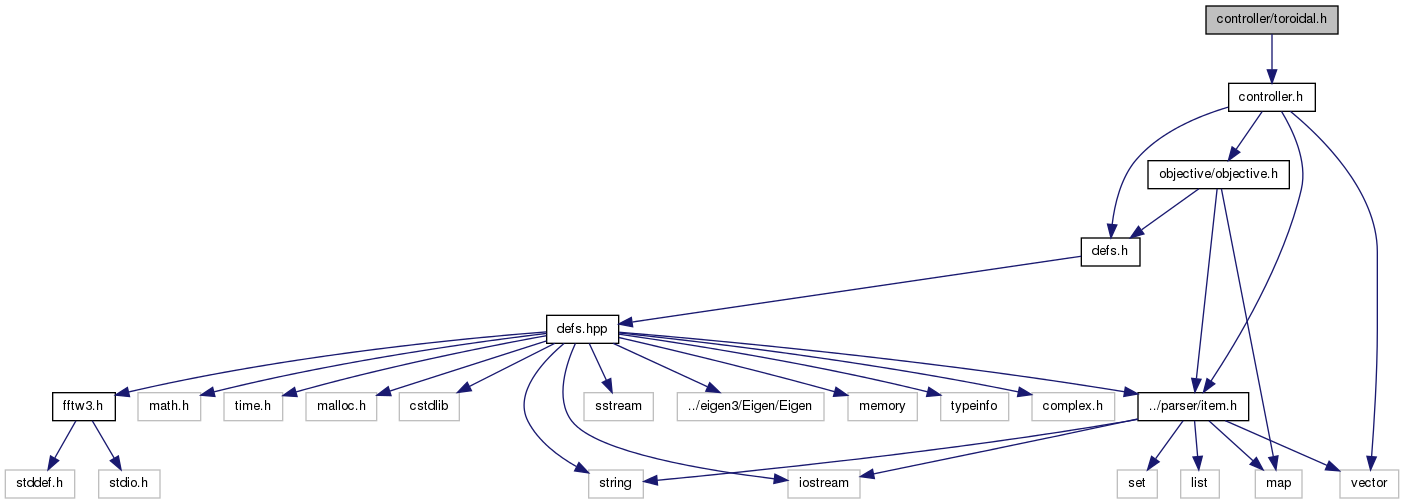 controller/toroidal.h
controller.h
objective/objective.h
defs.h
defs.hpp
fftw3.h
math.h
time.h
malloc.h
cstdlib
sstream
../eigen3/Eigen/Eigen
memory
typeinfo
complex.h
../parser/item.h
stddef.h
stdio.h
string
iostream
set
list
map
vector